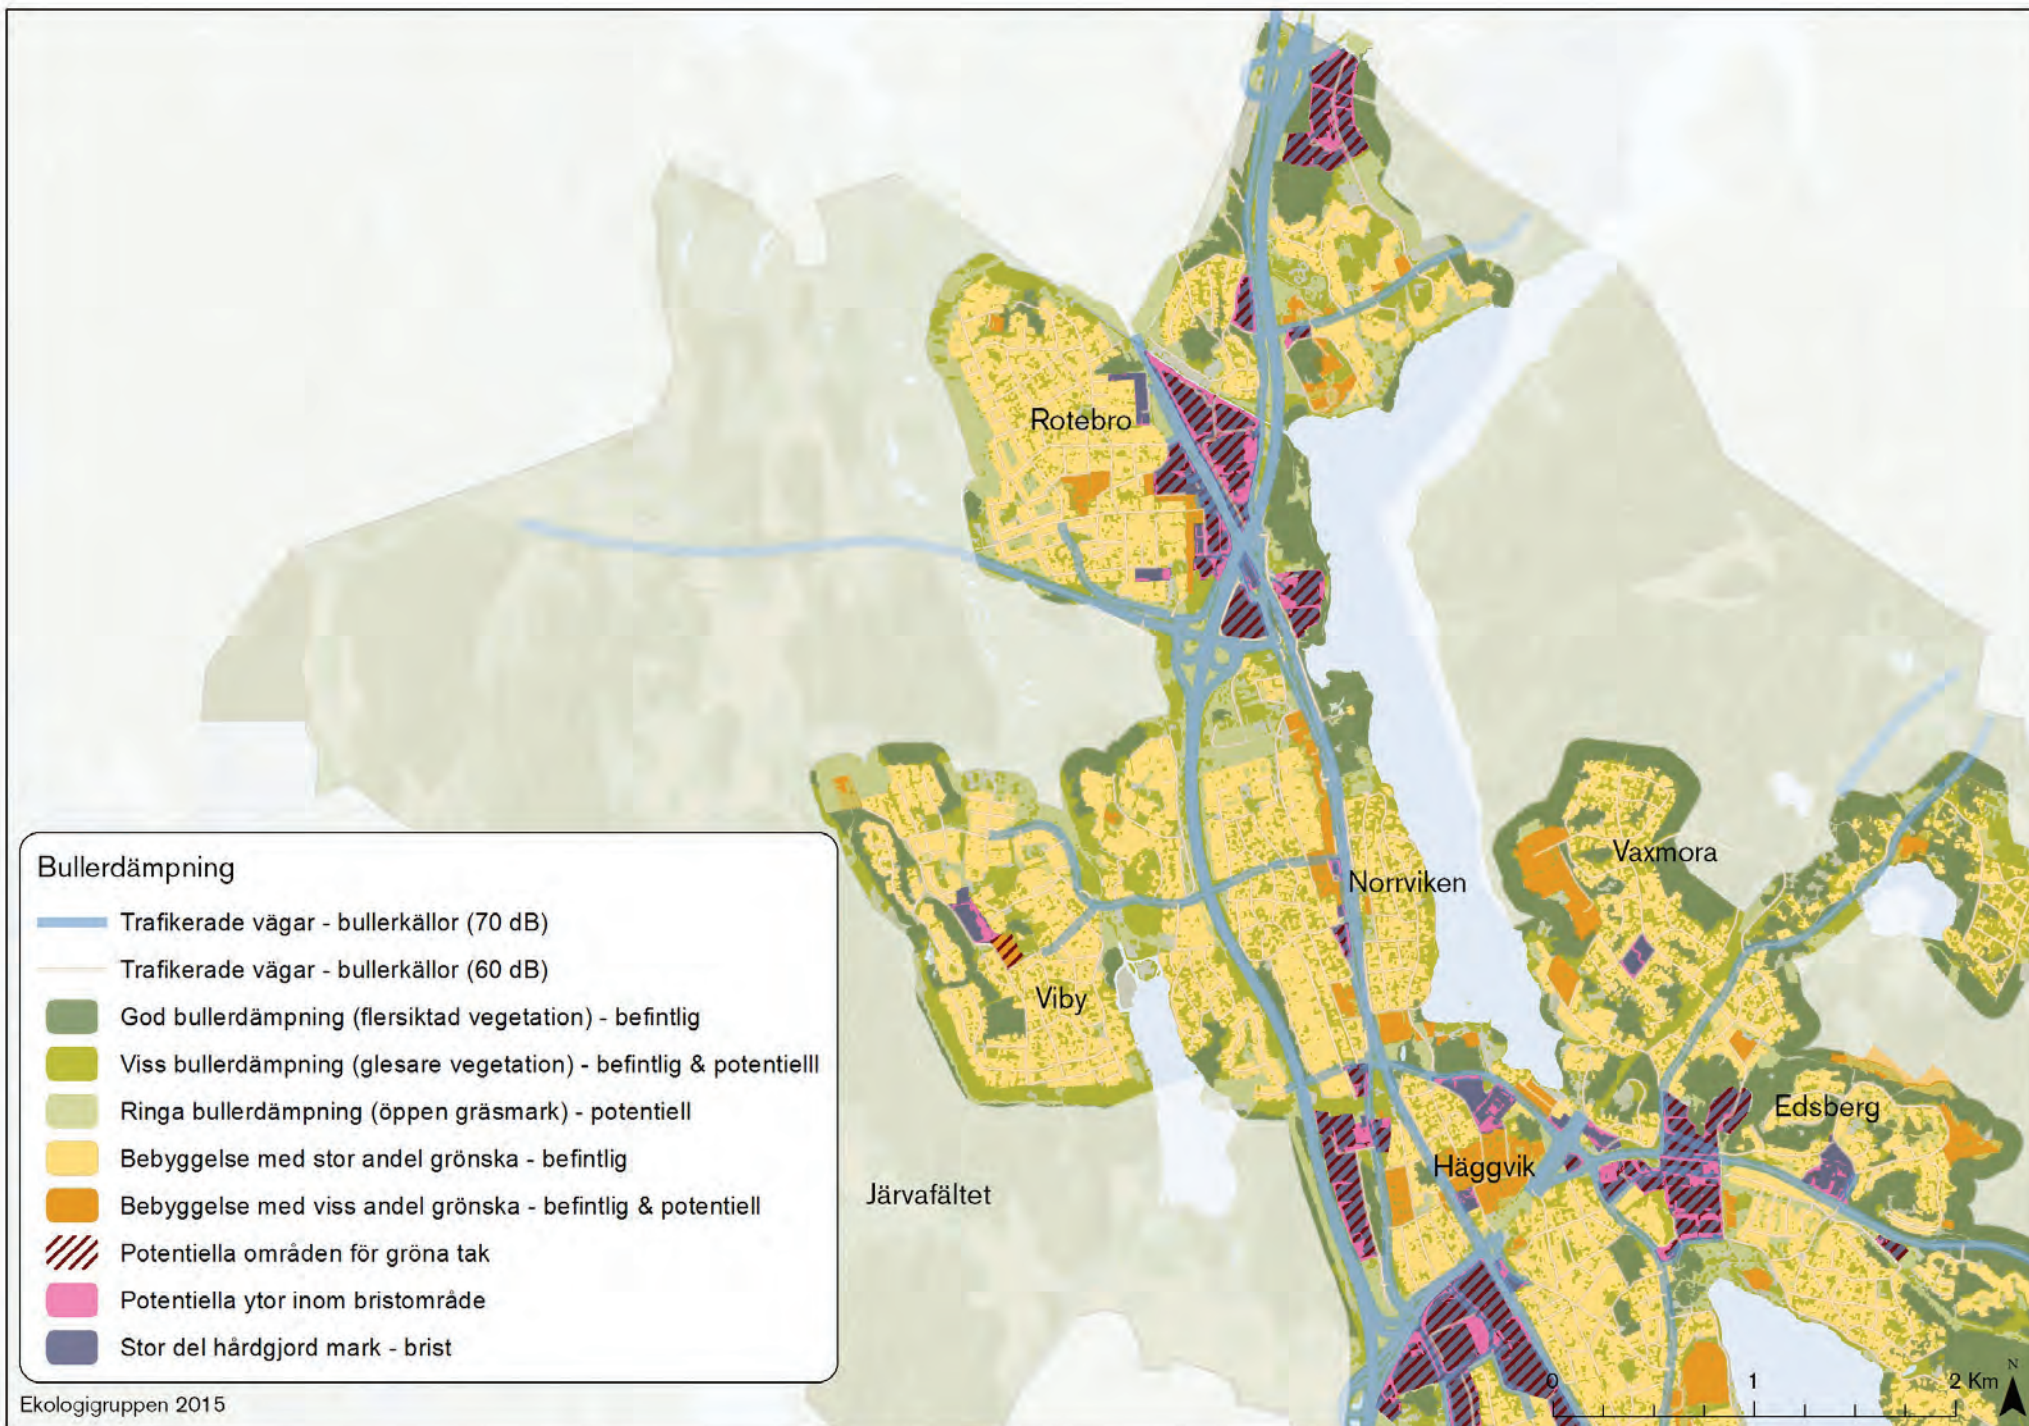 Rotebro
Vaxmora
Norrviken
Viby
Edsberg
Häggvik
Järvafältet
Bullerdämpning
Trafikerade vägar - bullerkällor (70 dB)
Trafikerade vägar - bullerkällor (60 dB)
God bullerdämpning (flersiktad vegetation) - befintlig
Viss bullerdämpning (glesare vegetation) - befintlig & potentielll
Ringa bullerdämpning (öppen gräsmark) - potentiell
Bebyggelse med stor andel grönska - befintlig
Bebyggelse med viss andel grönska - befintlig & potentiell
Potentiella områden för gröna tak
Potentiella ytor inom bristområde
Stor del hårdgjord mark - brist
Ekologigruppen 2015
0 1 2 Km
N